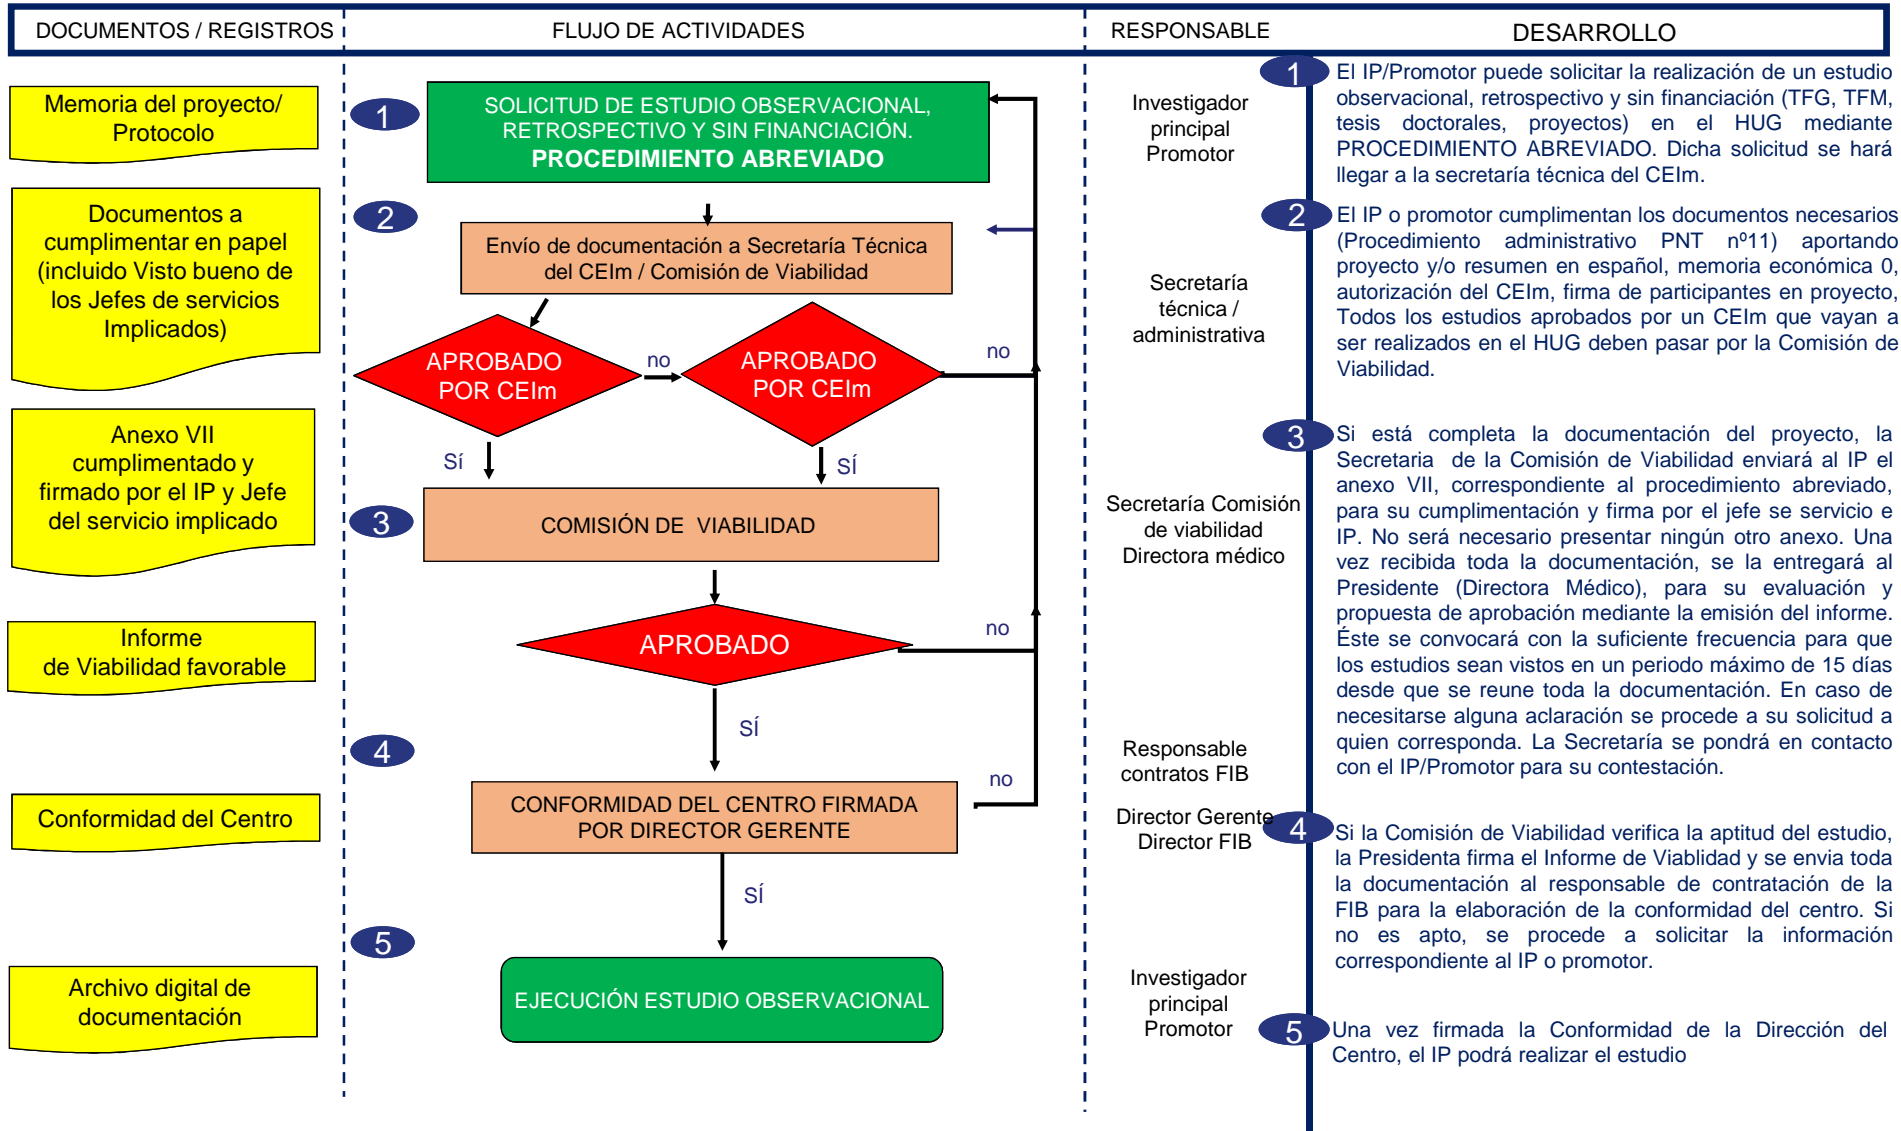 DOCUMENTOS / REGISTROS
FLUJO DE ACTIVIDADES
RESPONSABLE
DESARROLLO
Memoria del proyecto/
Protocolo
Documentos a
cumplimentar en papel
(incluido Visto bueno de
los Jefes de servicios
Implicados)
Anexo VII
cumplimentado y
firmado por el IP y Jefe
del servicio implicado
Informe
de Viabilidad favorable
Conformidad del Centro
Archivo digital de
documentación
1
SOLICITUD DE ESTUDIO OBSERVACIONAL,
RETROSPECTIVO Y SIN FINANCIACIÓN.
PROCEDIMIENTO ABREVIADO
2
Envío de documentación a Secretaría Técnica
del CEIm / Comisión de Viabilidad
APROBADO
POR CEIm
no
APROBADO
POR CEIm
no
Sí
SÍ
3
COMISIÓN DE VIABILIDAD
APROBADO
no
SÍ
4
CONFORMIDAD DEL CENTRO FIRMADA
POR DIRECTOR GERENTE
no
SÍ
5
EJECUCIÓN ESTUDIO OBSERVACIONAL
Investigador
principal
Promotor
Secretaría
técnica /
administrativa
Secretaría Comisión
de viabilidad
Directora médico
Responsable
contratos FIB
Director Gerente
Director FIB
Investigador
principal
Promotor
1
El IP/Promotor puede solicitar la realización de un estudio
observacional, retrospectivo y sin financiación (TFG, TFM,
tesis doctorales, proyectos) en el HUG mediante
PROCEDIMIENTO ABREVIADO. Dicha solicitud se hará
llegar a la secretaría técnica del CEIm.
2
El IP o promotor cumplimentan los documentos necesarios
(Procedimiento administrativo PNT nº11) aportando
proyecto y/o resumen en español, memoria económica 0,
autorización del CEIm, firma de participantes en proyecto,
Todos los estudios aprobados por un CEIm que vayan a
ser realizados en el HUG deben pasar por la Comisión de
Viabilidad.
3
Si está completa la documentación del proyecto, la
Secretaria de la Comisión de Viabilidad enviará al IP el
anexo VII, correspondiente al procedimiento abreviado,
para su cumplimentación y firma por el jefe se servicio e
IP. No será necesario presentar ningún otro anexo. Una
vez recibida toda la documentación, se la entregará al
Presidente (Directora Médico), para su evaluación y
propuesta de aprobación mediante la emisión del informe.
Éste se convocará con la suficiente frecuencia para que
los estudios sean vistos en un periodo máximo de 15 días
desde que se reune toda la documentación. En caso de
necesitarse alguna aclaración se procede a su solicitud a
quien corresponda. La Secretaría se pondrá en contacto
con el IP/Promotor para su contestación.
4
Si la Comisión de Viabilidad verifica la aptitud del estudio,
la Presidenta firma el Informe de Viablidad y se envia toda
la documentación al responsable de contratación de la
FIB para la elaboración de la conformidad del centro. Si
no es apto, se procede a solicitar la información
correspondiente al IP o promotor.
5
Una vez firmada la Conformidad de la Dirección del
Centro, el IP podrá realizar el estudio